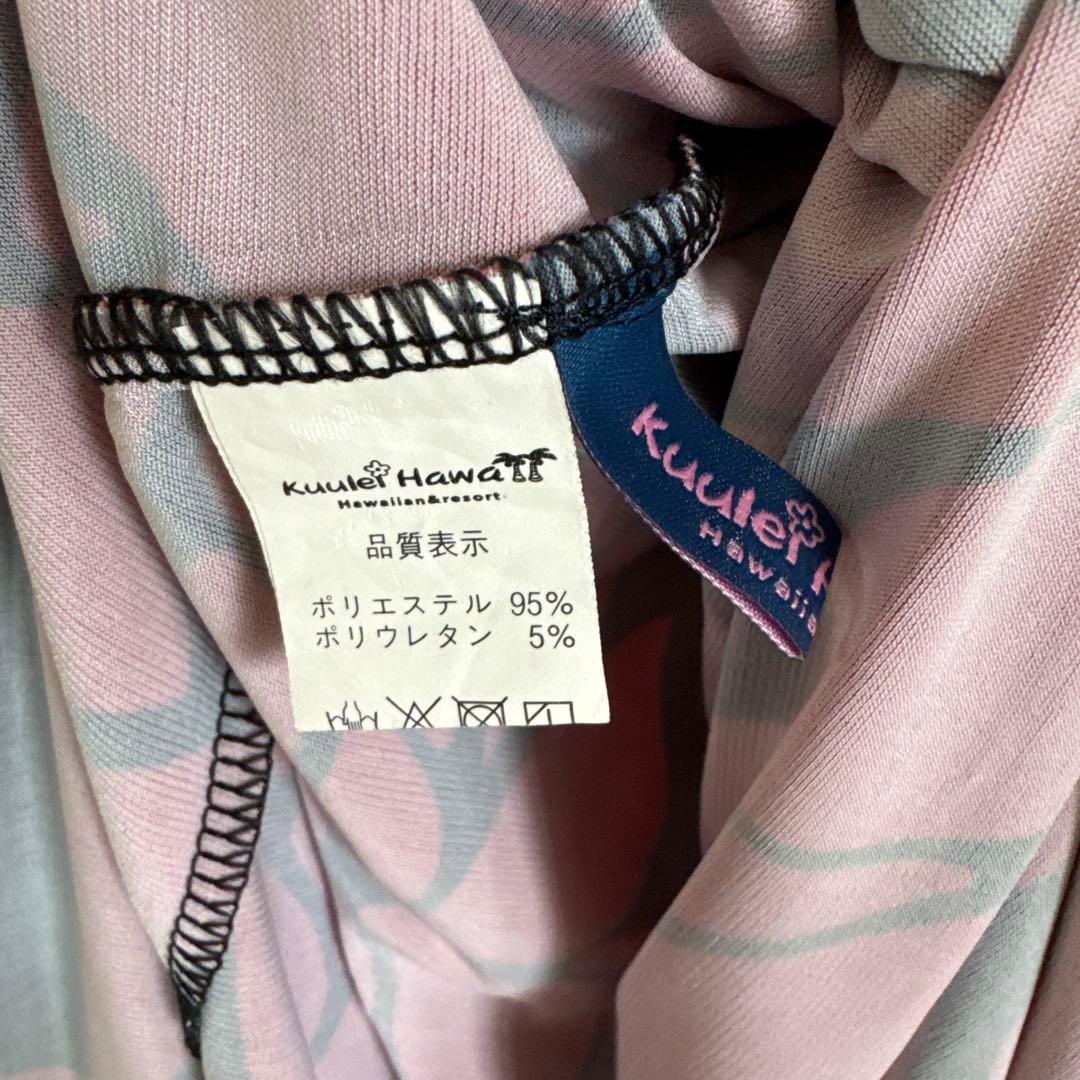 Kuulei Hawaii
Hawaiian&resort
品質表示
ポリエステル 95%
ポリウレタン 5%
Kuulei